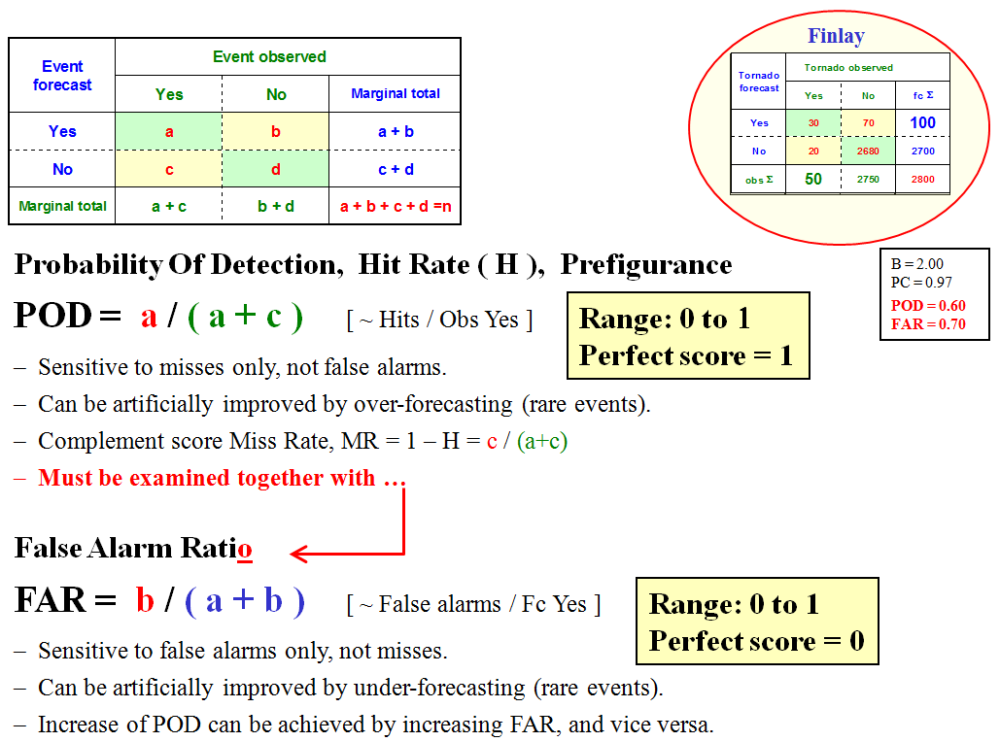 Event forecast
Event observed
Yes No Marginal total
Yes a b a + b
No c d c + d
Marginal total a + c b + d a + b + c + d =n
Finlay
Tornado forecast
Tornado observed
Yes No fc Σ
Yes 30 70 100
No 20 2680 2700
obs Σ 50 2750 2800
Probability Of Detection, Hit Rate ( H ), Prefigurance
B = 2.00
PC = 0.97
POD = 0.60
FAR = 0.70
POD = a / ( a + c ) [ ~ Hits / Obs Yes ]
Range: 0 to 1
Perfect score = 1
– Sensitive to misses only, not false alarms.
– Can be artificially improved by over-forecasting (rare events).
– Complement score Miss Rate, MR = 1 – H = c / (a+c)
– Must be examined together with …
False Alarm Ratio
FAR = b / ( a + b ) [ ~ False alarms / Fc Yes ]
Range: 0 to 1
Perfect score = 0
– Sensitive to false alarms only, not misses.
– Can be artificially improved by under-forecasting (rare events).
– Increase of POD can be achieved by increasing FAR, and vice versa.